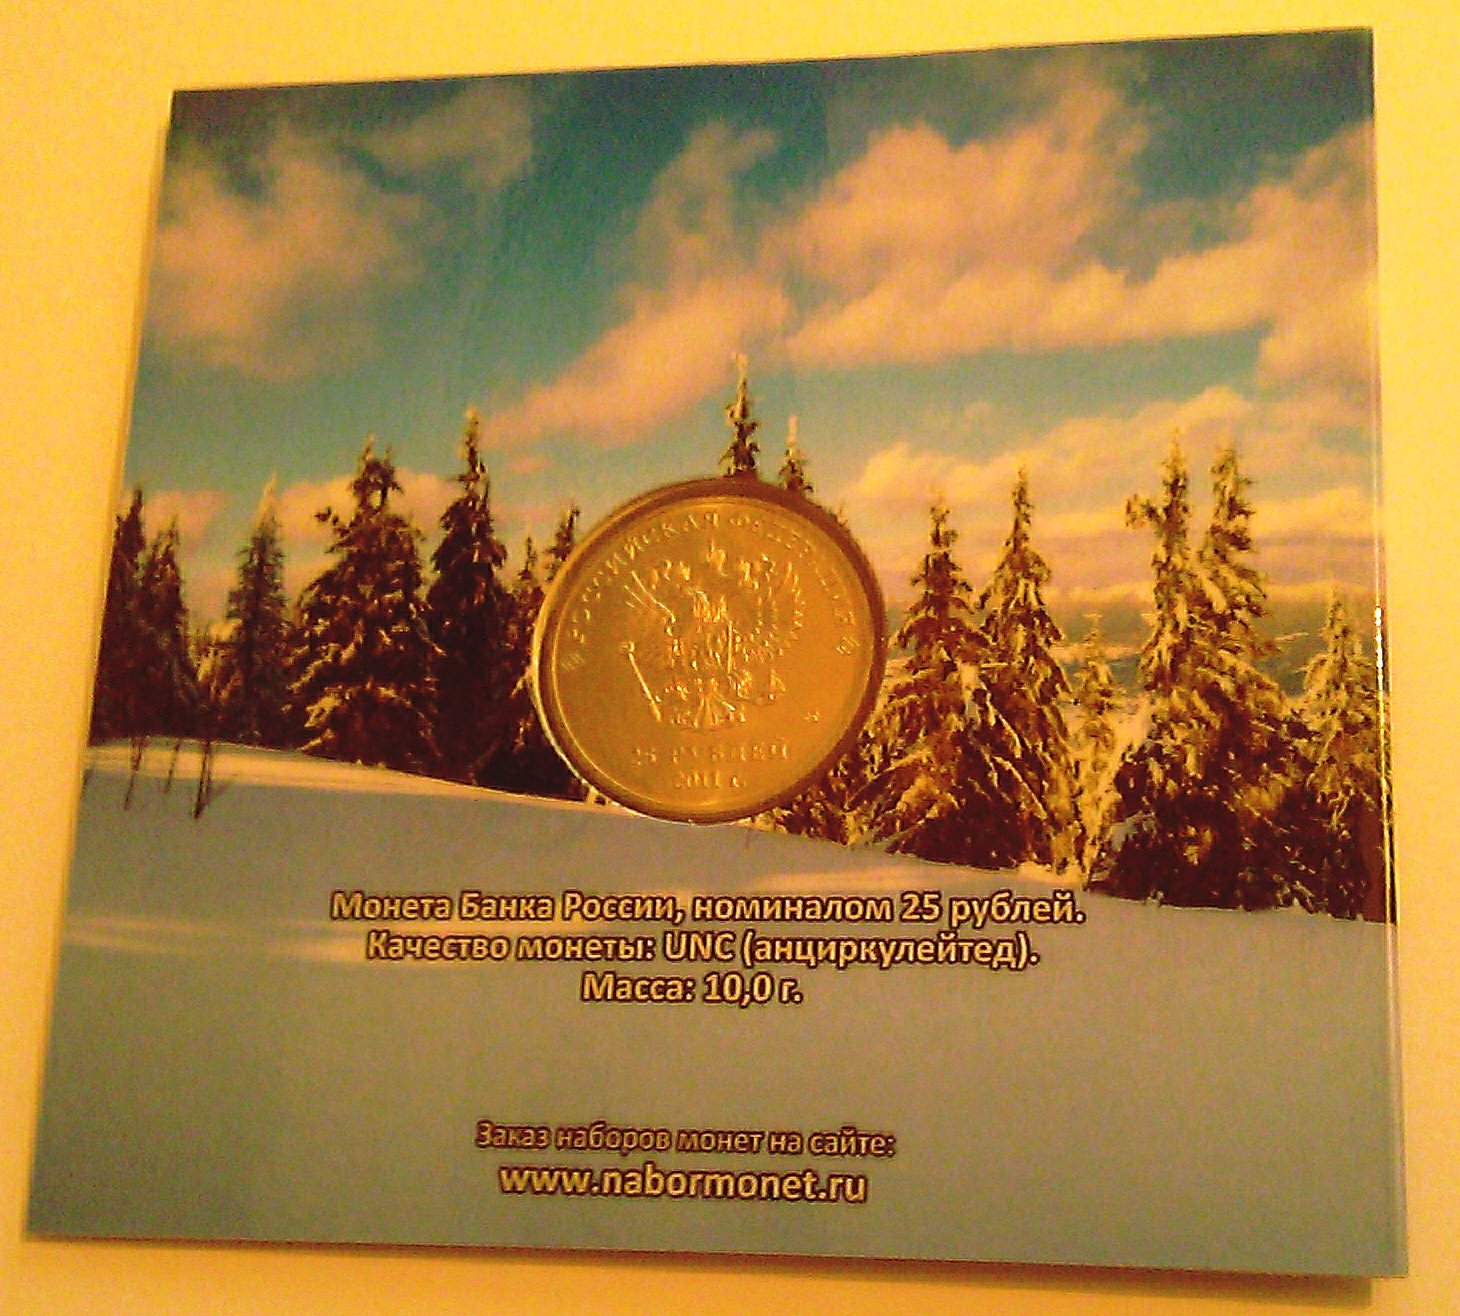 РОССИЙСКАЯ ФЕДЕРАЦИЯ
25 РУБЛЕЙ
2011 г.
Монета Банка России, номиналом 25 рублей.
Качество монеты: UNC (анциркулейтед).
Масса: 10,0 г.
Заказ наборов монет на сайте:
www.nabormonet.ru